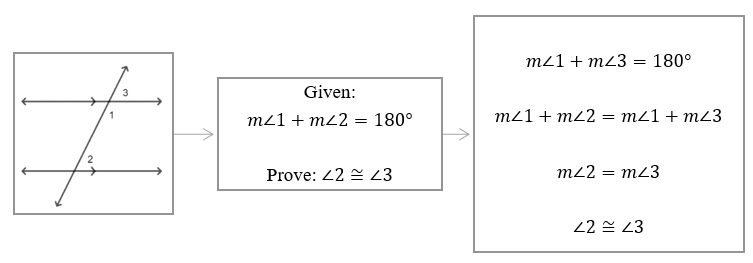 3
1
2
Given:
m∠1 + m∠2 = 180°
Prove: ∠2 ≅ ∠3
m∠1 + m∠3 = 180°
m∠1 + m∠2 = m∠1 + m∠3
m∠2 = m∠3
∠2 ≅ ∠3